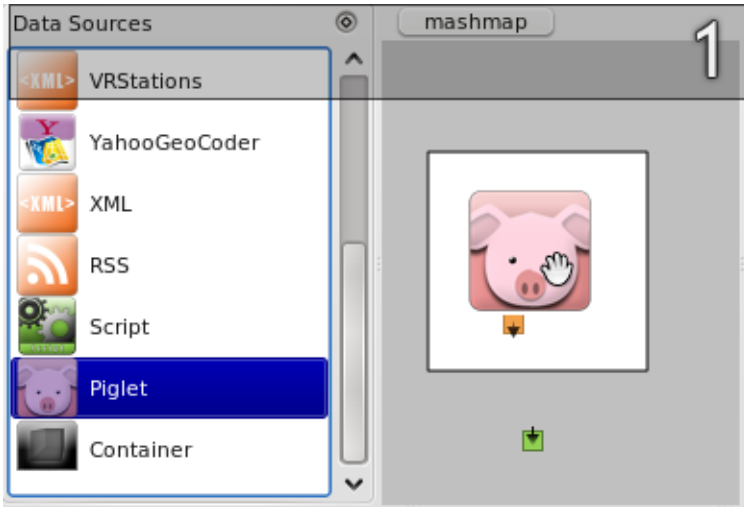 Data Sources
mashmap
1
<XML>
VRStations
Y
YahooGeoCoder
<XML>
XML
RSS
Script
Piglet
Container